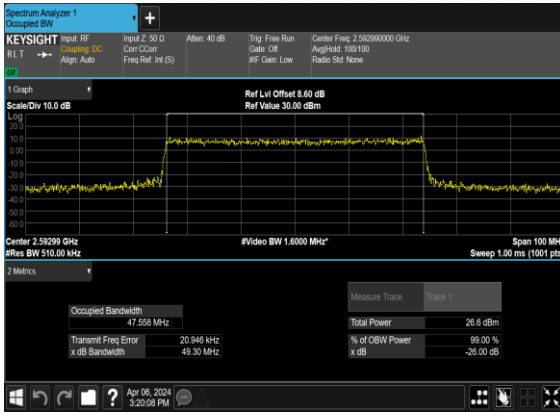 Spectrum Analyzer 1
Occupied BW
KEYSIGHT Input: RF Input Z: 50 Ω Atten: 40 dB Trig: Free Run Center Freq: 2.592990000 GHz
RLT Coupling: DC Corr CCorr Gate: Off Avg|Hold: 100/100
Align: Auto Freq Ref: Int (S) #IF Gain: Low Radio Std: None
LXI
1 Graph
Scale/Div 10.0 dB Ref Lvl Offset 8.60 dB
Ref Value 30.00 dBm
Log
20.0
10.0
0.00
-10.0
-20.0
-30.0
-40.0
-50.0
-60.0
Center 2.59299 GHz #Video BW 1.6000 MHz* Span 100 MH
#Res BW 510.00 kHz Sweep 1.00 ms (1001 pts
2 Metrics
Measure Trace Trace 1
Occupied Bandwidth
47.558 MHz Total Power 26.6 dBm
Transmit Freq Error 20.946 kHz % of OBW Power 99.00 %
x dB Bandwidth 49.30 MHz x dB -26.00 dB
? Apr 06, 2024
3:20:08 PM